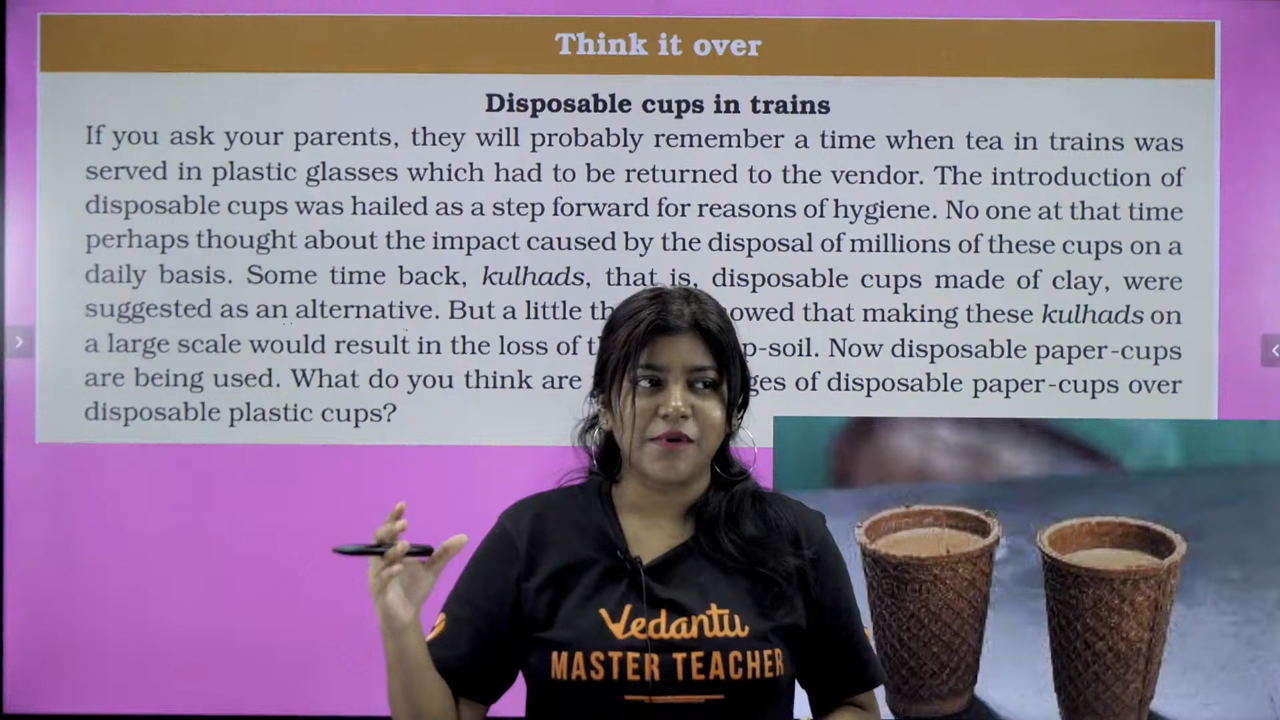 Think it over
Disposable cups in trains
If you ask your parents, they will probably remember a time when tea in trains was
served in plastic glasses which had to be returned to the vendor. The introduction of
disposable cups was hailed as a step forward for reasons of hygiene. No one at that time
perhaps thought about the impact caused by the disposal of millions of these cups on a
daily basis. Some time back, kulhads, that is, disposable cups made of clay, were
suggested as an alternative. But a little that making these kulhads on
a large scale would result in the loss of Now disposable paper-cups
are being used. What do you think are of disposable paper-cups over
disposable plastic cups?
Vedantu
MASTER TEACHER